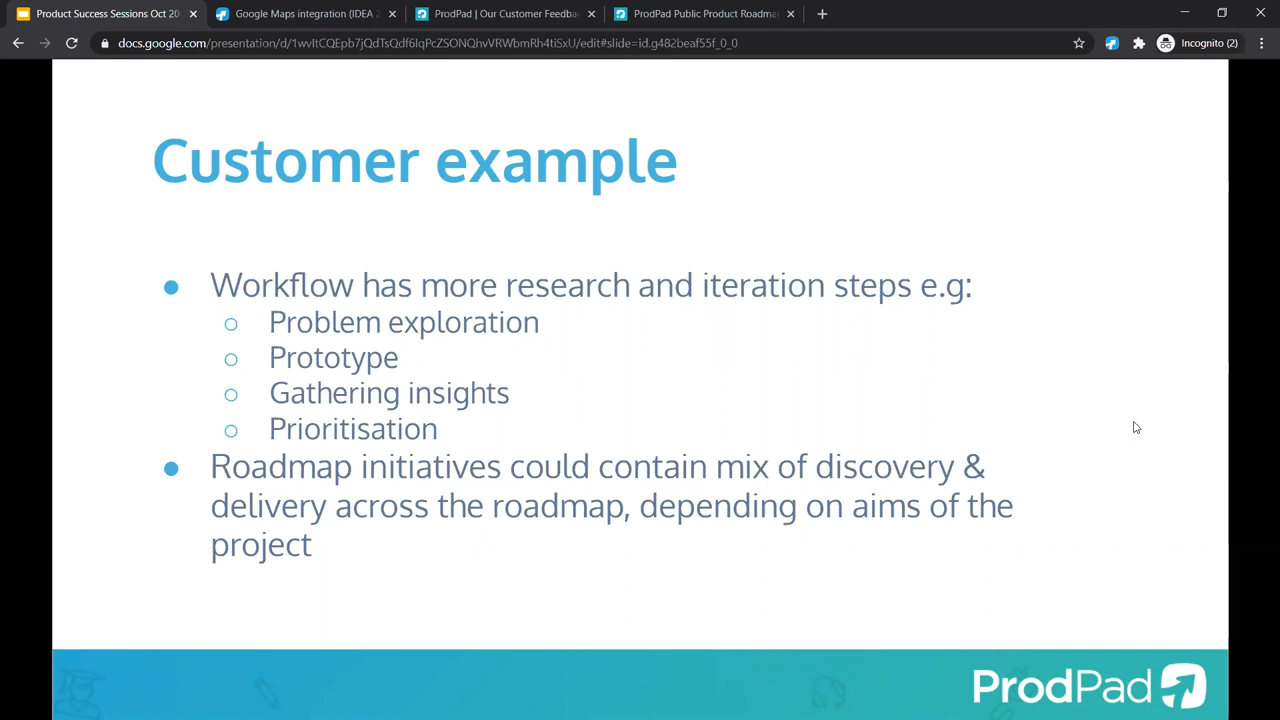 Product Success Sessions Oct 20
Google Maps integration (IDEA 2
ProdPad | Our Customer Feedba
ProdPad Public Product Roadma
docs.google.com/presentation/d/1wvItCQEpb7jQdTsQdf6IqPcZSONQhvVRWbmRh4tiSxU/edit#slide=id.g482beaf55f_0_0
Incognito (2)
Customer example
● Workflow has more research and iteration steps e.g:
○ Problem exploration
○ Prototype
○ Gathering insights
○ Prioritisation
● Roadmap initiatives could contain mix of discovery &
delivery across the roadmap, depending on aims of the
project
ProdPad